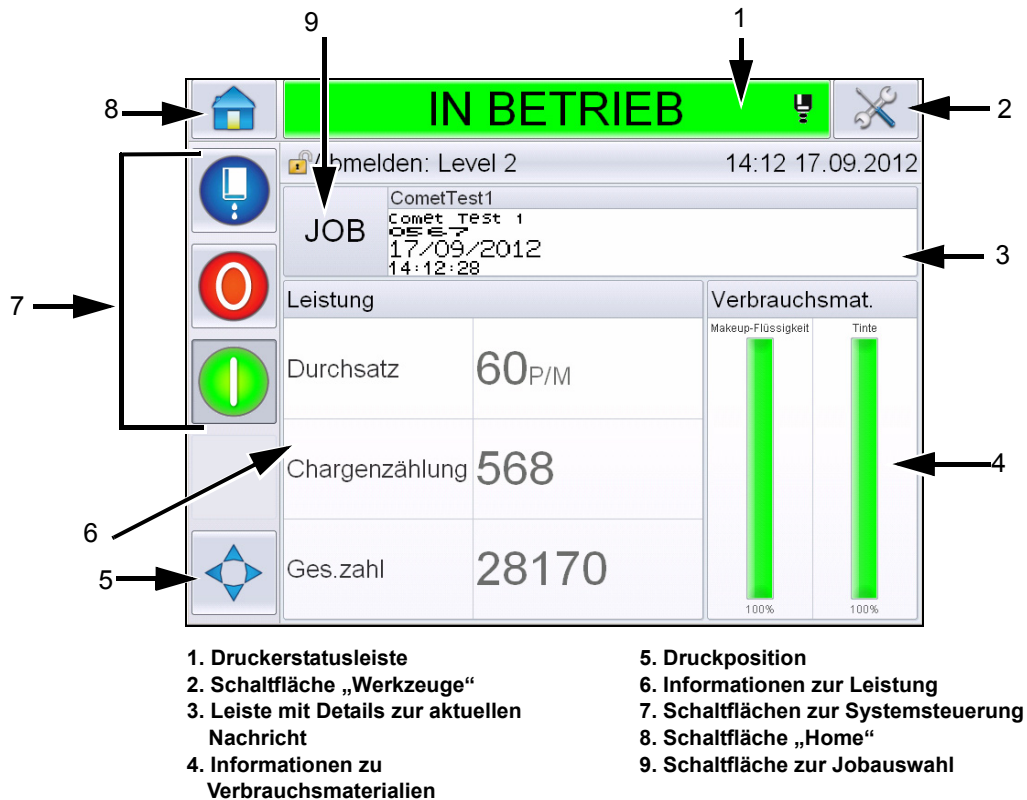 9
1
8
IN BETRIEB
2
Abmelden: Level 2
14:12 17.09.2012
JOB
CometTest1
Comet Test 1
0567
17/09/2012
14:12:28
3
7
Leistung
Verbrauchsmat.
Makeup-Flüssigkeit
Tinte
Durchsatz
60P/M
Chargenzählung
568
4
6
5
Ges.zahl
28170
100%
100%
1. Druckerstatusleiste
2. Schaltfläche „Werkzeuge“
3. Leiste mit Details zur aktuellen
Nachricht
4. Informationen zu
Verbrauchsmaterialien
5. Druckposition
6. Informationen zur Leistung
7. Schaltflächen zur Systemsteuerung
8. Schaltfläche „Home“
9. Schaltfläche zur Jobauswahl